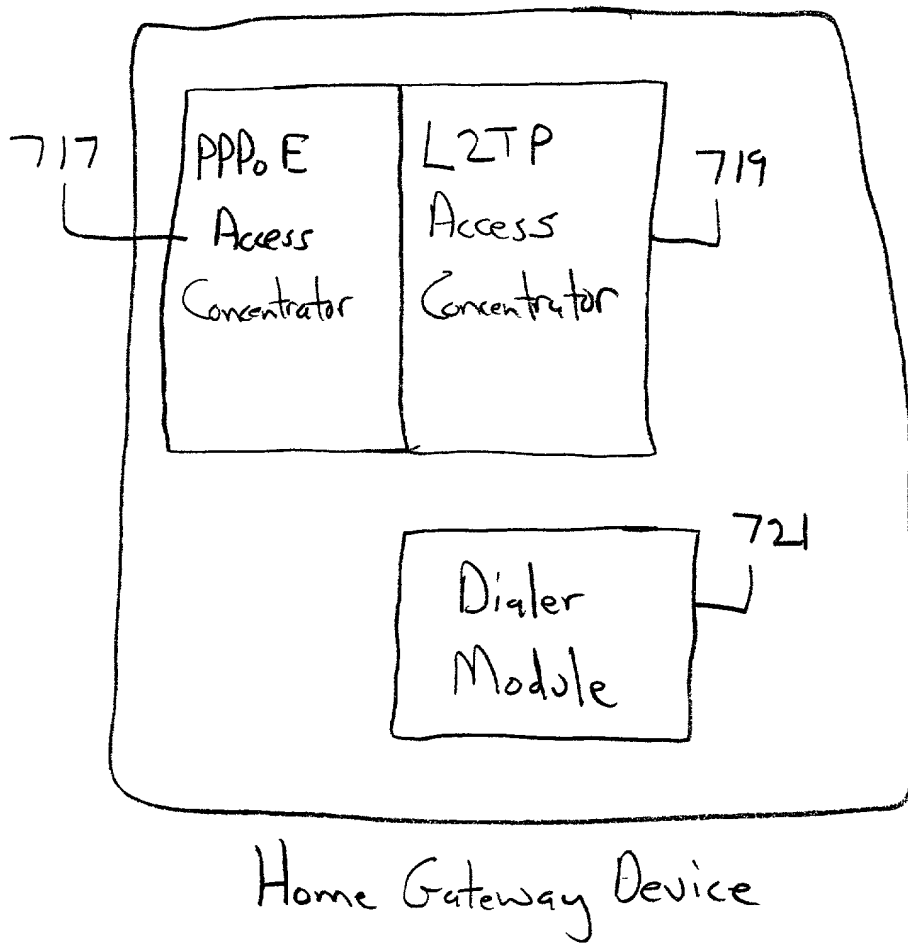 717
PPPoE
Access
Concentrator
L2TP
Access
Concentrator
719
721
Dialer
Module
Home Gateway Device